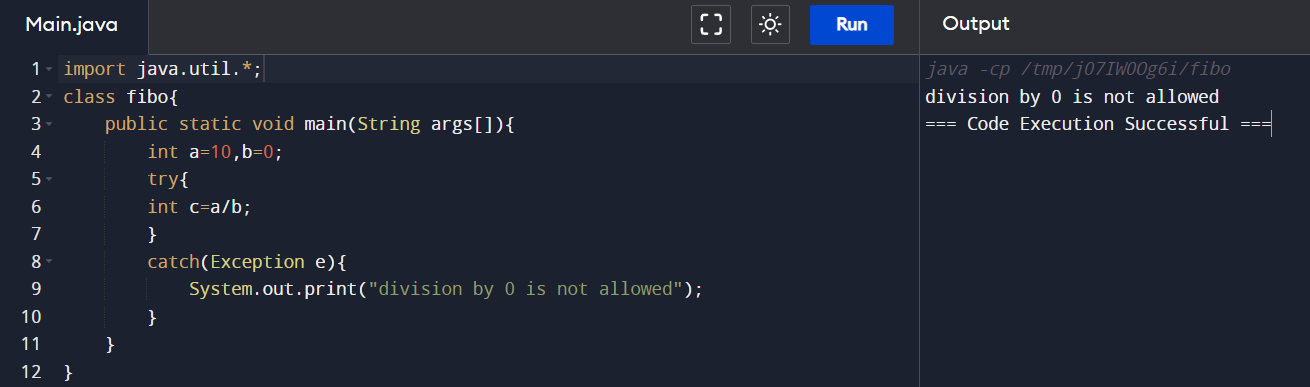 Main.java
Run
Output
1 import java.util.*;
2 class fibo{
3 public static void main(String args[]){
4 int a=10,b=0;
5 try{
6 int c=a/b;
7 }
8 catch(Exception e){
9 System.out.print("division by 0 is not allowed");
10 }
11 }
12 }
java -cp /tmp/j07IWOOg6i/fibo
division by 0 is not allowed
=== Code Execution Successful ===